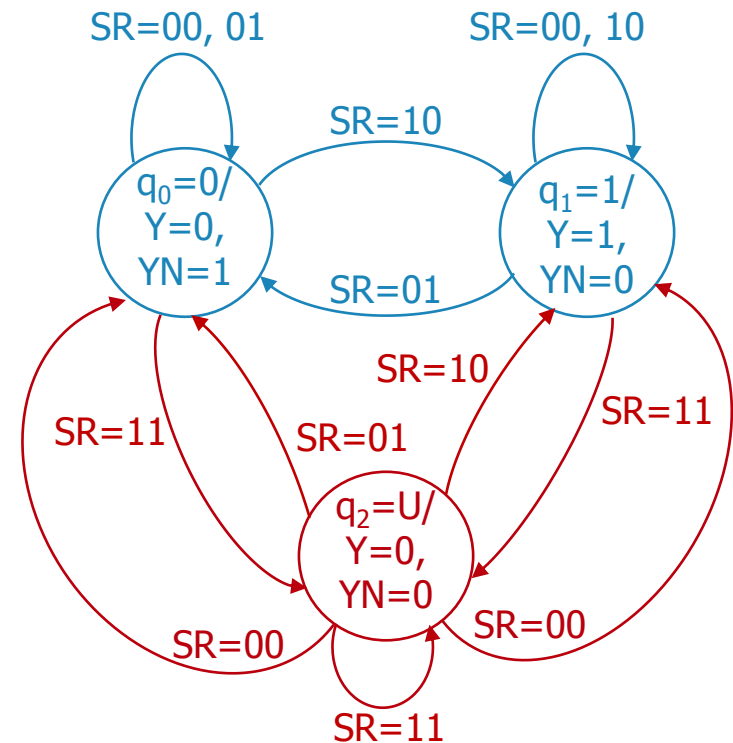 SR=00, 01
SR=00, 10
SR=10
q₀=0/
Y=0,
YN=1
q₁=1/
Y=1,
YN=0
SR=01
SR=10
SR=11
SR=11
SR=01
q₂=U/
Y=0,
YN=0
SR=00
SR=00
SR=11